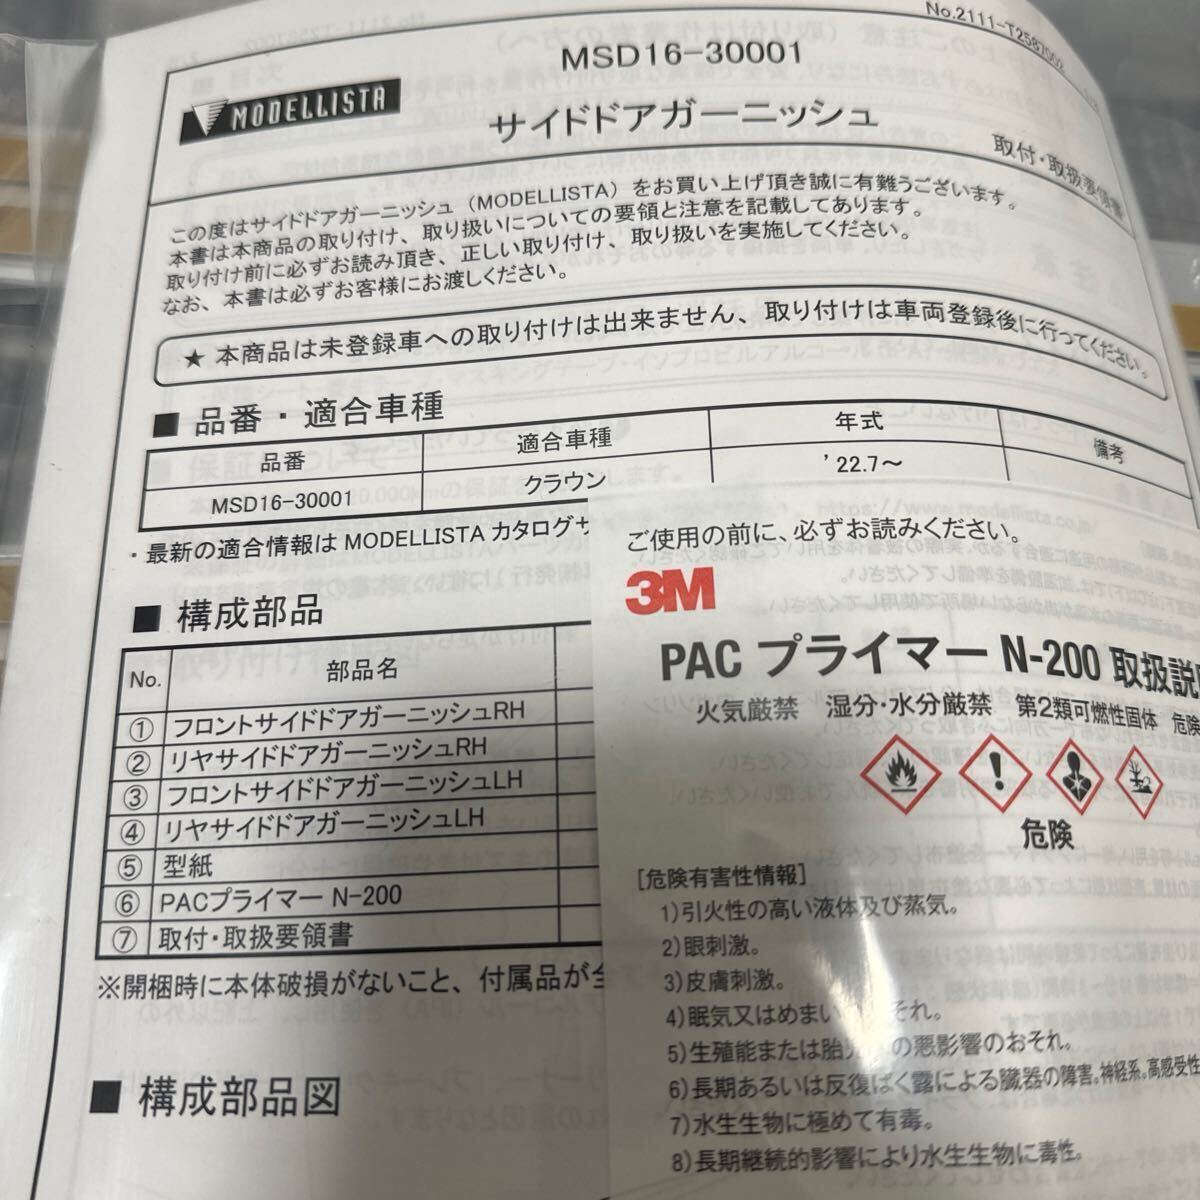 No.2111-T2587002
MSD16-30001
MODELLISTA
サイドドアガーニッシュ
取付・取扱要領書
この度はサイドドアガーニッシュ（MODELLISTA）をお買い上げ頂き誠に有難うございます。
本書は本商品の取り付け、取り扱いについての要領と注意を記載してあります。
取り付け前に必ずお読み頂き、正しい取り付け、取り扱いを実施してください。
なお、本書は必ずお客様にお渡しください。
★ 本商品は未登録車への取り付けは出来ません、取り付けは車両登録後に行ってください。
■ 品番・適合車種
品番 適合車種 年式 備考
MSD16-30001 クラウン '22.7～
・最新の適合情報は MODELLISTA カタログ
■ 構成部品
No. 部品名
① フロントサイドドアガーニッシュRH
② リヤサイドドアガーニッシュRH
③ フロントサイドドアガーニッシュLH
④ リヤサイドドアガーニッシュLH
⑤ 型紙
⑥ PACプライマー N-200
⑦ 取付・取扱要領書
※開梱時に本体破損がないこと、付属品が全
■ 構成部品図
ご使用の前に、必ずお読みください。
3M
PAC プライマー N-200 取扱説
火気厳禁 湿分・水分厳禁 第2類可燃性固体 危険
危険
[危険有害性情報]
1)引火性の高い液体及び蒸気。
2)眼刺激。
3)皮膚刺激。
4)眠気又はめまい それ。
5)生殖能または胎児 の悪影響のおそれ。
6)長期あるいは反復ばく露による臓器の障害。神経系。高感受性
7)水生生物に極めて有毒。
8)長期継続的影響により水生生物に毒性。